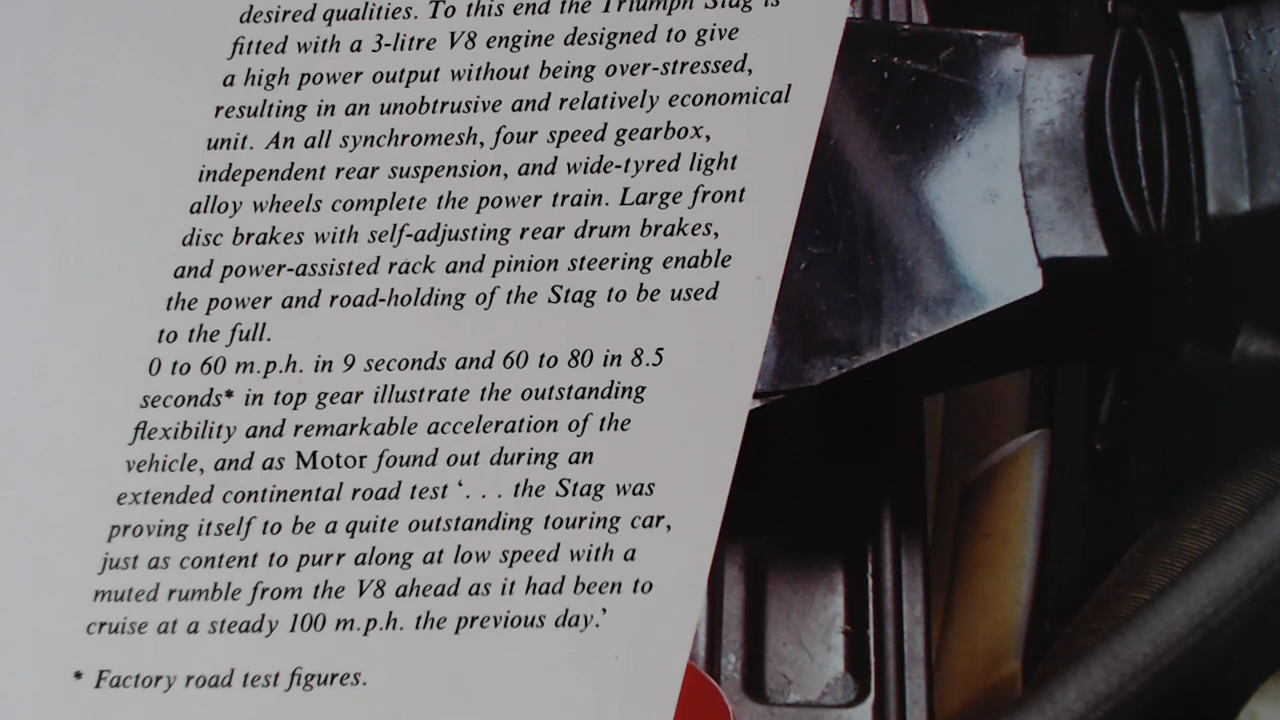 desired qualities. To this end the Triumph Stag is
fitted with a 3-litre V8 engine designed to give
a high power output without being over-stressed,
resulting in an unobtrusive and relatively economical
unit. An all synchromesh, four speed gearbox,
independent rear suspension, and wide-tyred light
alloy wheels complete the power train. Large front
disc brakes with self-adjusting rear drum brakes,
and power-assisted rack and pinion steering enable
the power and road-holding of the Stag to be used
to the full.
0 to 60 m.p.h. in 9 seconds and 60 to 80 in 8.5
seconds* in top gear illustrate the outstanding
flexibility and remarkable acceleration of the
vehicle, and as Motor found out during an
extended continental road test ‘. . . the Stag was
proving itself to be a quite outstanding touring car,
just as content to purr along at low speed with a
muted rumble from the V8 ahead as it had been to
cruise at a steady 100 m.p.h. the previous day.’
* Factory road test figures.